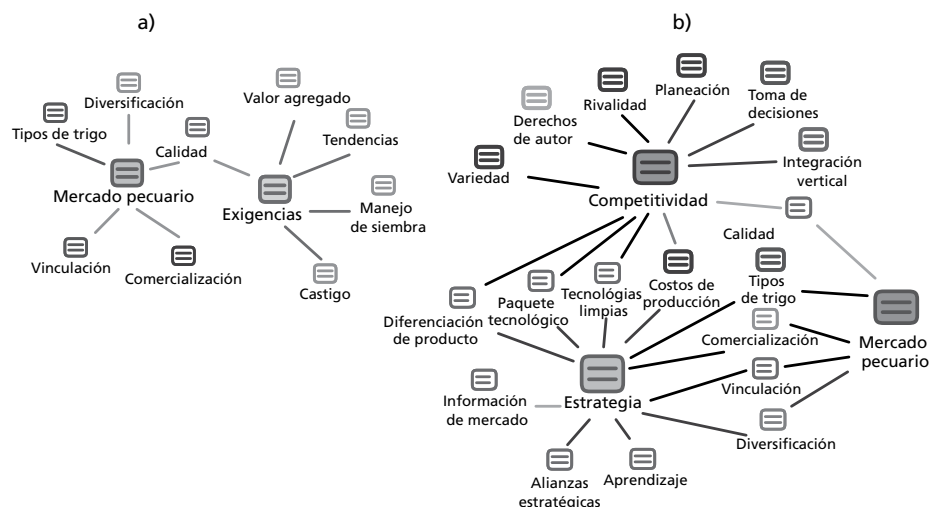 a)
Diversificación
Valor agregado
Tipos de trigo
Calidad
Tendencias
Mercado pecuario
Exigencias
Manejo
de siembra
Vinculación
Comercialización
Castigo
b)
Planeación
Rivalidad
Toma de
decisiones
Derechos
de autor
Integración
vertical
Variedad
Competitividad
Calidad
Tipos
de trigo
Costos de
producción
Tecnológias
limpias
Paquete
tecnológico
Diferenciación
de producto
Comercialización
Mercado
pecuario
Vinculación
Información
de mercado
Estrategia
Diversificación
Alianzas
estratégicas
Aprendizaje